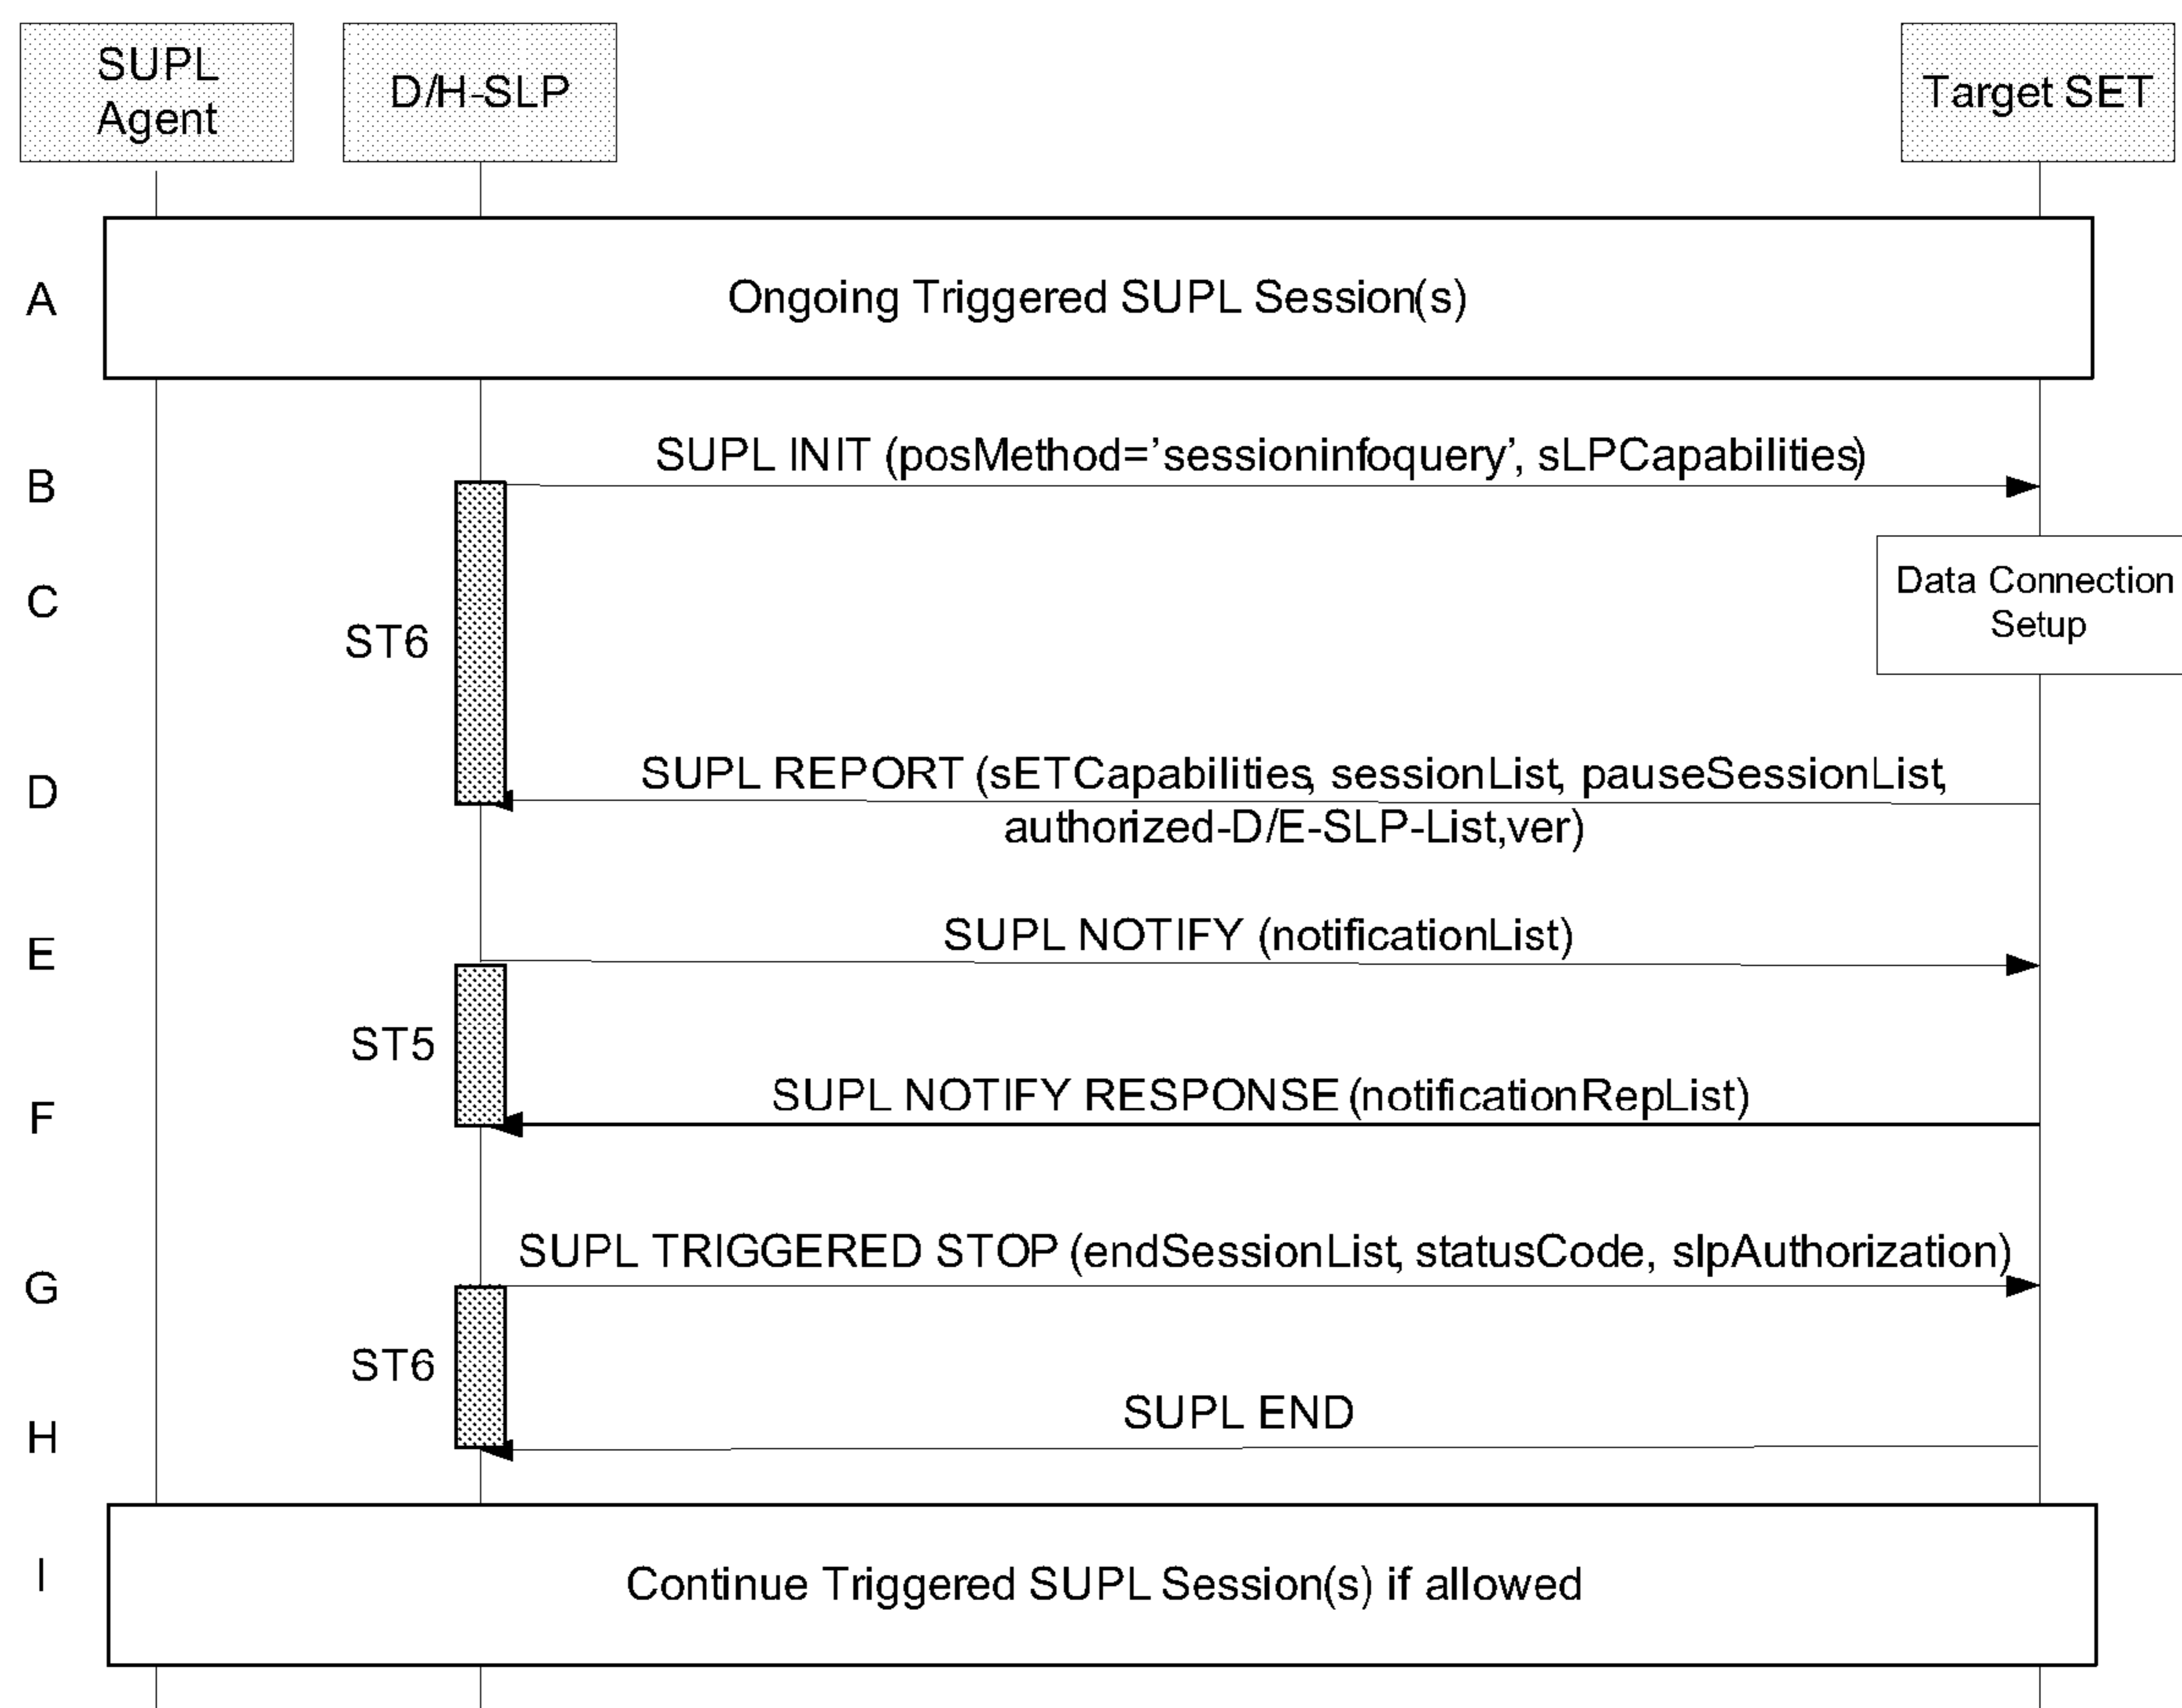 SUPL
Agent
D/H-SLP
Target SET
A
Ongoing Triggered SUPL Session(s)
SUPL INIT (posMethod='sessioninfoquery', sLPCapabilities)
B
C
Data Connection
Setup
ST6
SUPL REPORT (sETCapabilities, sessionList, pauseSessionList,
D
authorized-D/E-SLP-List,ver)
SUPL NOTIFY (notificationList)
E
ST5
SUPL NOTIFY RESPONSE (notificationRepList)
F
SUPL TRIGGERED STOP (endSessionList, statusCode, slpAuthorization)
G
ST6
SUPL END
H
I
Continue Triggered SUPL Session(s) if allowed